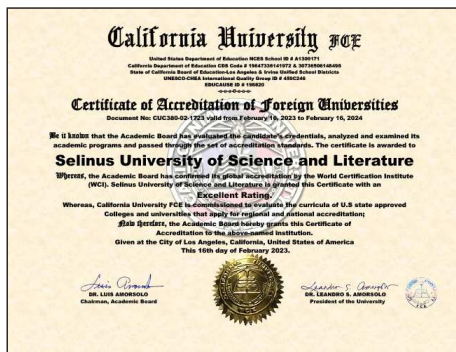 California University FCE
United States Department of Education NCES School ID # A1300171
California Department of Education CDS Code # 19647336141972 & 30736506148498
State of California Board of Education-Los Angeles & Irvine Unified School Districts
UNESCO-CHEA International Quality Group ID # 450C246
EDUCAUSE ID # 198820
Certificate of Accreditation of Foreign Universities
Document No: CUC380-02-1723 valid from February 16, 2023 to February 16, 2024
Be it known that the Academic Board has evaluated the candidate's credentials, analyzed and examined its
academic programs and passed through the set of accreditation standards. The certificate is awarded to
Selinus University of Science and Literature
Whereas, the Academic Board has confirmed its global accreditation by the World Certification Institute
(WCI). Selinus University of Science and Literature is granted this Certificate with an
Excellent Rating.
Whereas, California University FCE is commissioned to evaluate the curricula of U.S state approved
Colleges and universities that apply for regional and national accreditation;
Now therefore, the Academic Board hereby grants this Certificate of
Accreditation to the above-named institution.
Given at the City of Los Angeles, California, United States of America
This 16th day of February 2023.
DR. LUIS AMORSOLO
Chairman, Academic Board
DR. LEANDRO S. AMORSOLO
President of the University